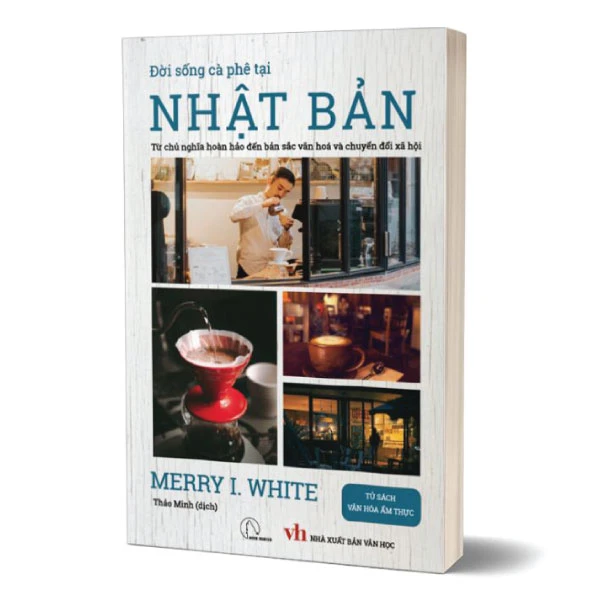 Đời sống cà phê tại
NHẬT BẢN
Từ chủ nghĩa hoàn hảo đến bản sắc văn hoá và chuyển đổi xã hội
MERRY I. WHITE
Thảo Minh (dịch)
TỦ SÁCH
VĂN HÓA ẨM THỰC
vh NHÀ XUẤT BẢN VĂN HỌC